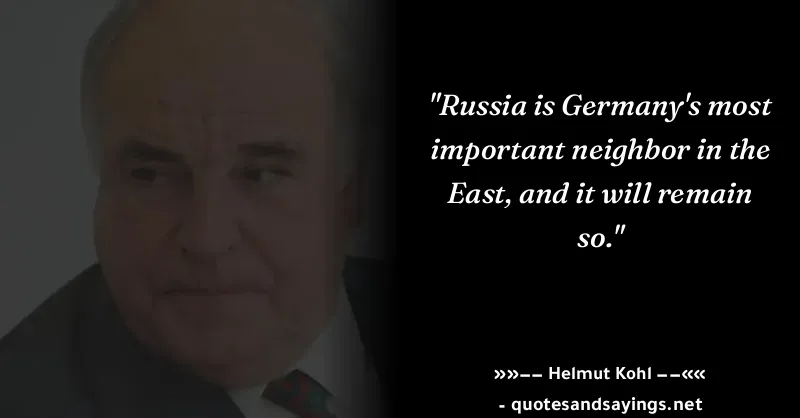 "Russia is Germany's most
important neighbor in the
East, and it will remain
so."
»»−− Helmut Kohl −−««
- quotesandsayings.net